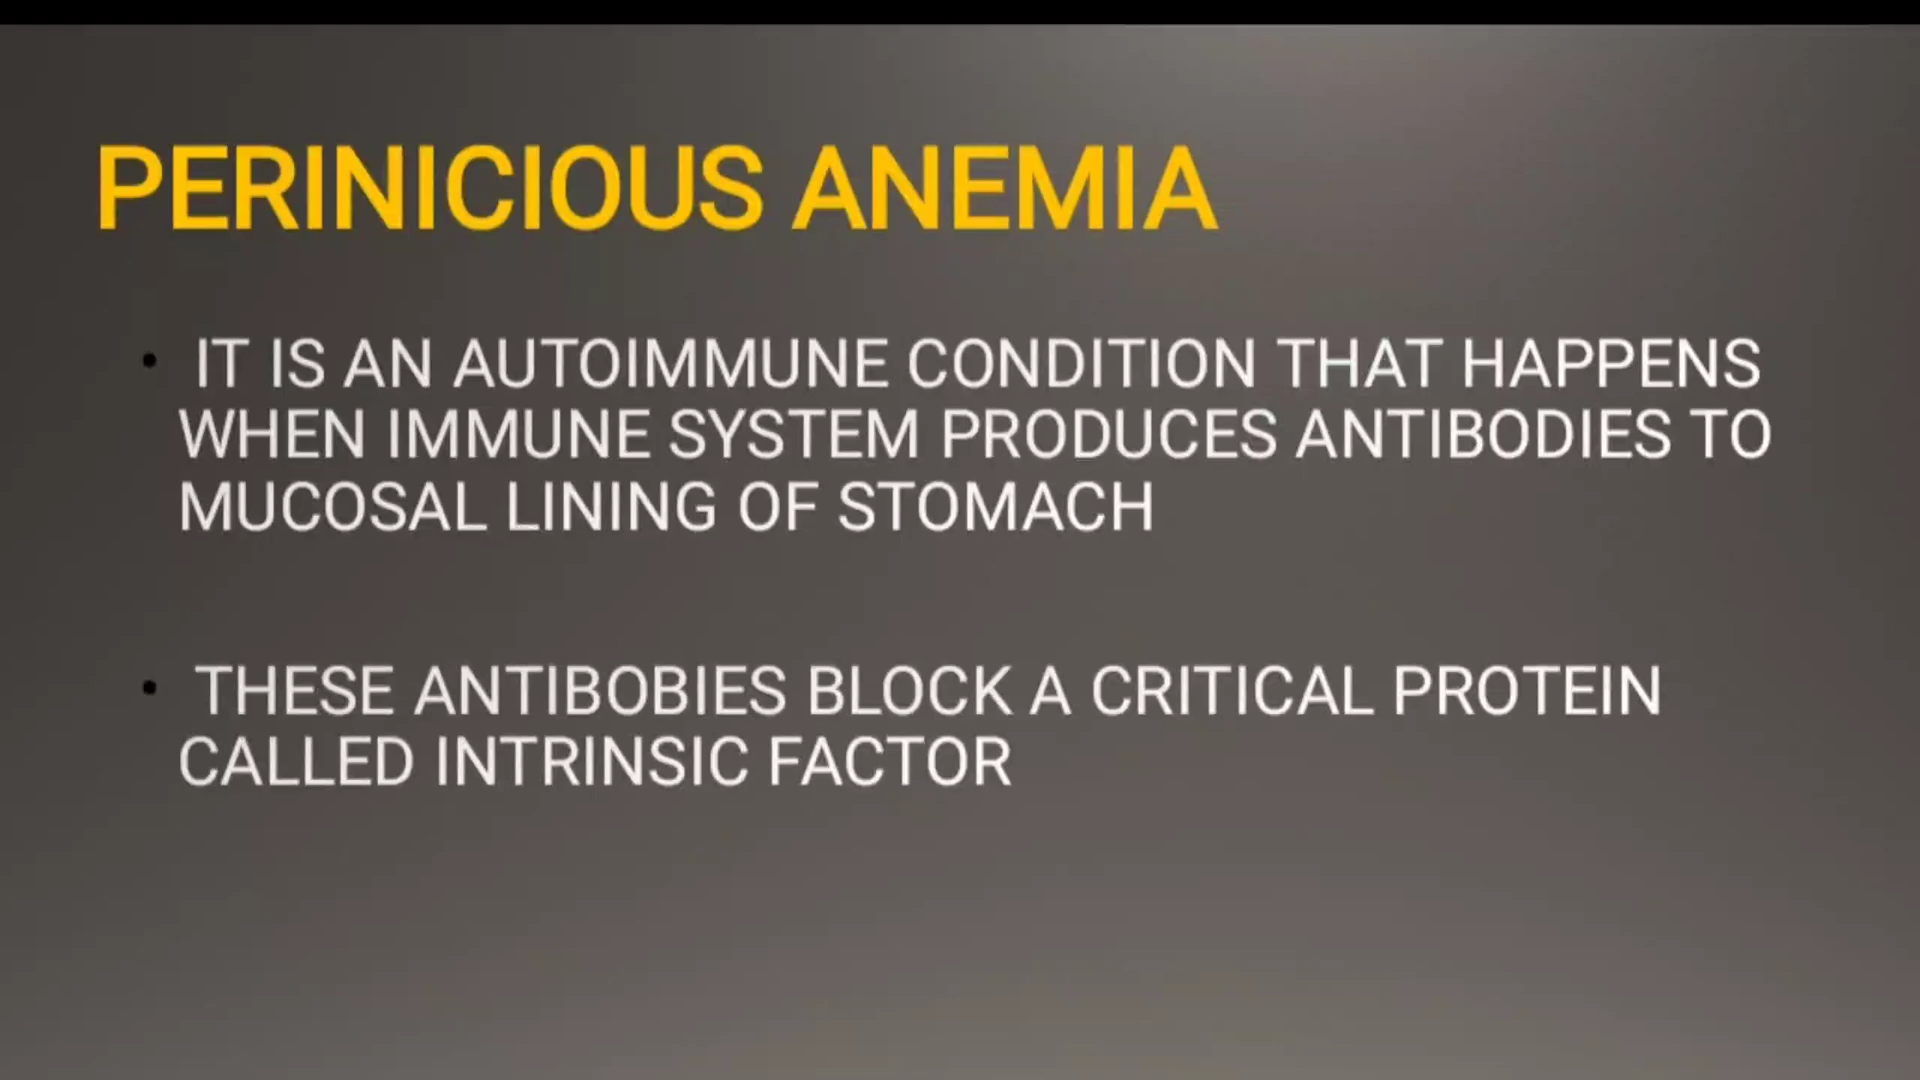 PERINICIOUS ANEMIA
• IT IS AN AUTOIMMUNE CONDITION THAT HAPPENS
WHEN IMMUNE SYSTEM PRODUCES ANTIBODIES TO
MUCOSAL LINING OF STOMACH
• THESE ANTIBOBIES BLOCK A CRITICAL PROTEIN
CALLED INTRINSIC FACTOR